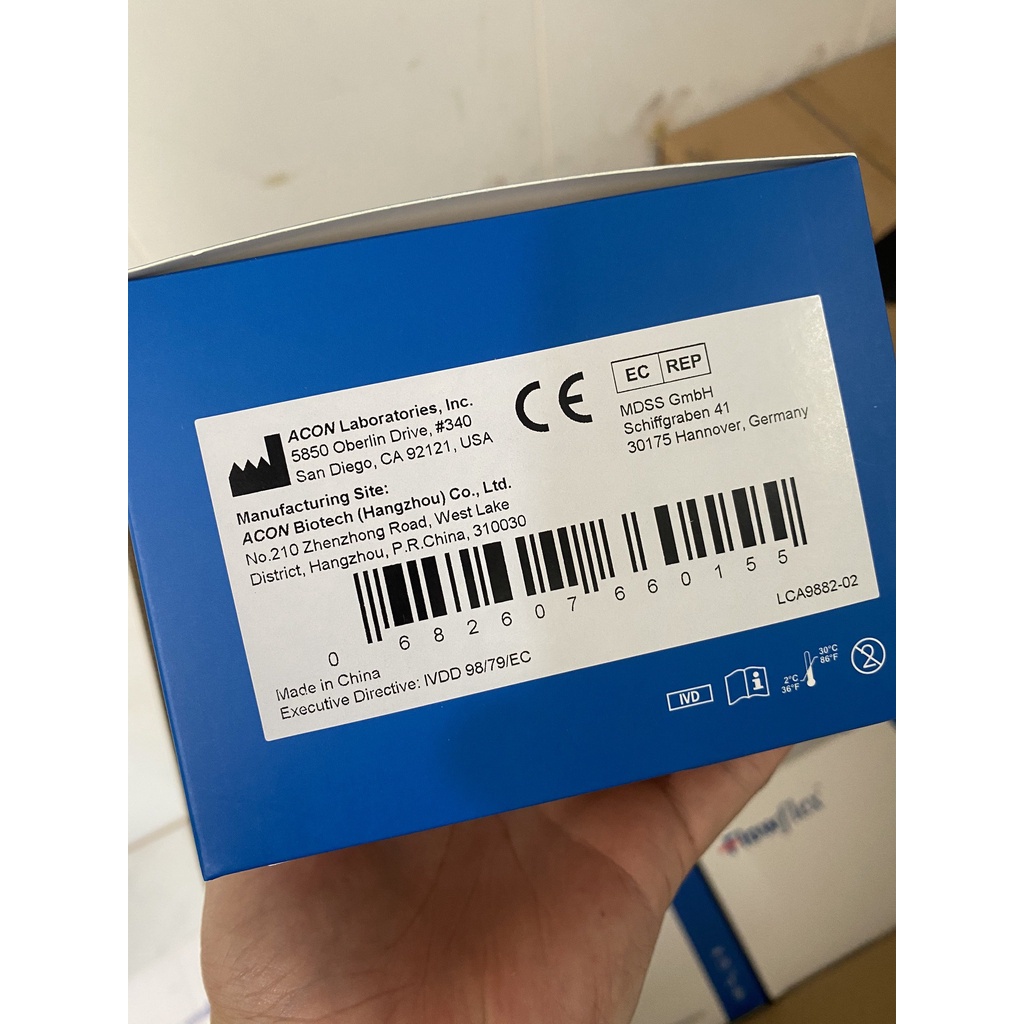 ACON Laboratories, Inc.
5850 Oberlin Drive, #340
San Diego, CA 92121, USA
CE
EC REP
MDSS GmbH
Schiffgraben 41
30175 Hannover, Germany
Manufacturing Site:
ACON Biotech (Hangzhou) Co., Ltd.
No.210 Zhenzhong Road, West Lake
District, Hangzhou, P.R.China, 310030
0 682607 660155
LCA9882-02
Made in China
Executive Directive: IVDD 98/79/EC
IVD
i
2°C
36°F
30°C
86°F
2
Flowflex